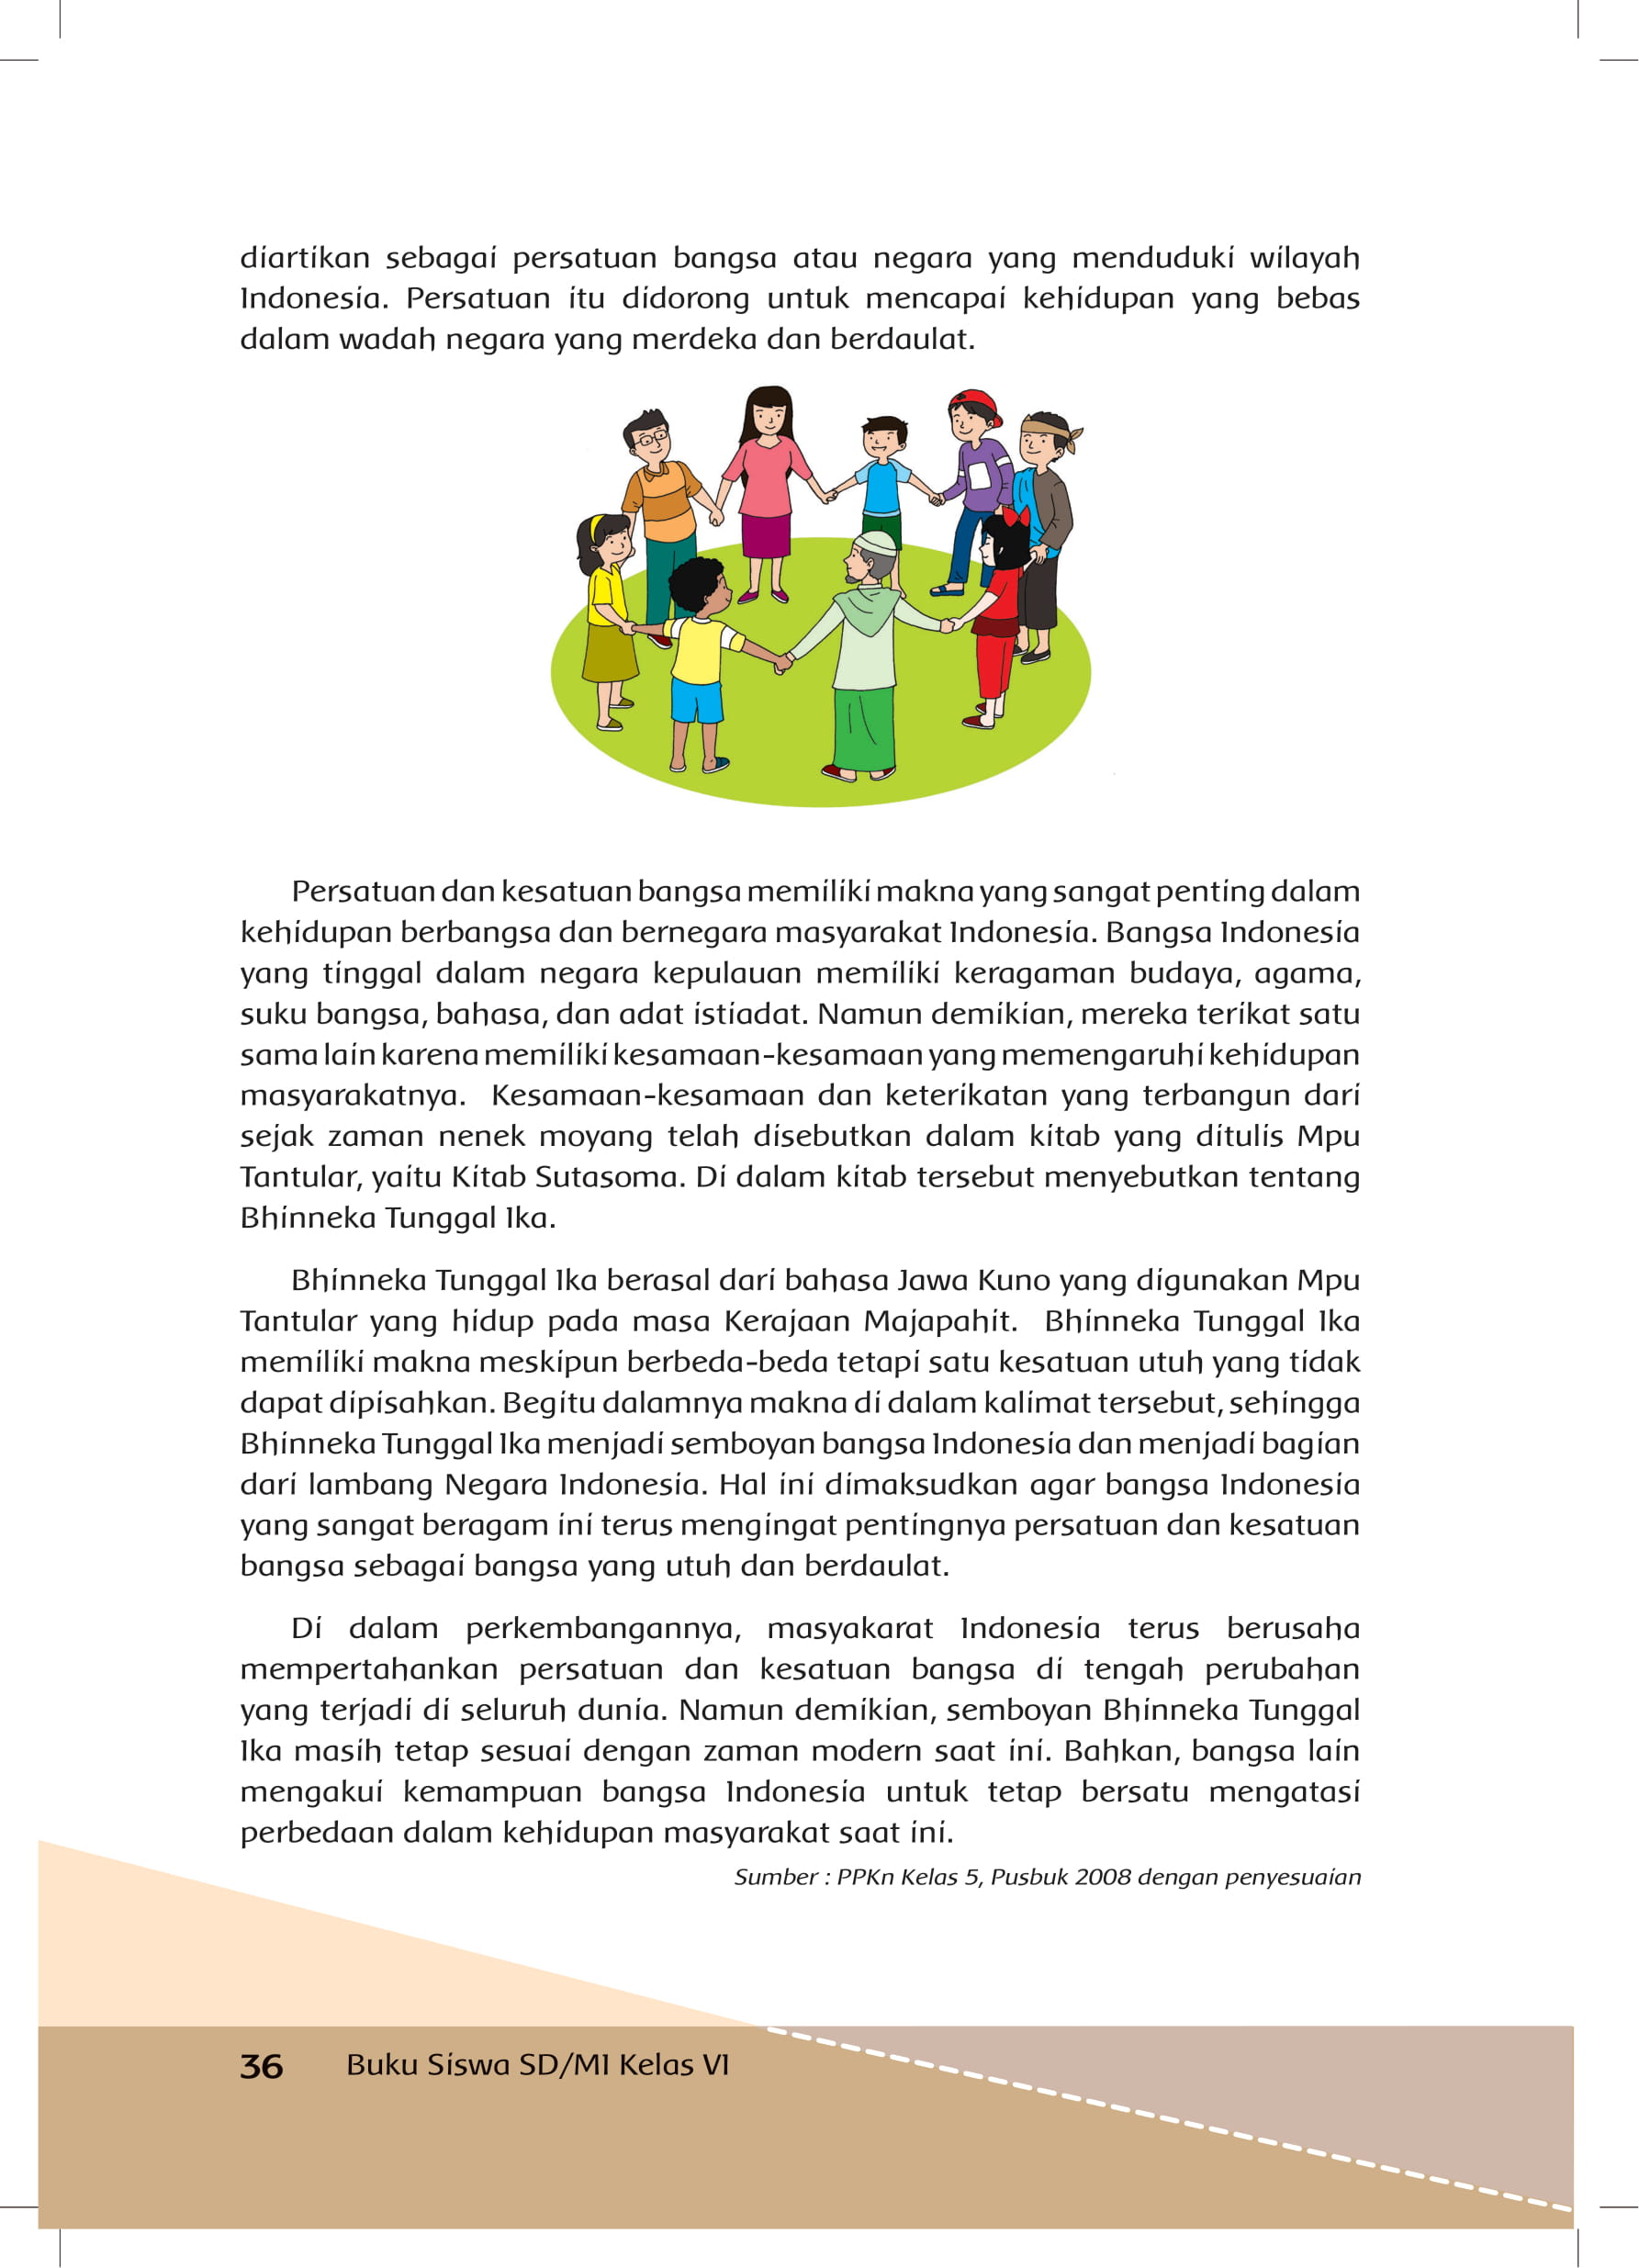 diartikan sebagai persatuan bangsa atau negara yang menduduki wilayah
Indonesia. Persatuan itu didorong untuk mencapai kehidupan yang bebas
dalam wadah negara yang merdeka dan berdaulat.
Persatuan dan kesatuan bangsa memiliki makna yang sangat penting dalam
kehidupan berbangsa dan bernegara masyarakat Indonesia. Bangsa Indonesia
yang tinggal dalam negara kepulauan memiliki keragaman budaya, agama,
suku bangsa, bahasa, dan adat istiadat. Namun demikian, mereka terikat satu
sama lain karena memiliki kesamaan-kesamaan yang memengaruhi kehidupan
masyarakatnya. Kesamaan-kesamaan dan keterikatan yang terbangun dari
sejak zaman nenek moyang telah disebutkan dalam kitab yang ditulis Mpu
Tantular, yaitu Kitab Sutasoma. Di dalam kitab tersebut menyebutkan tentang
Bhinneka Tunggal Ika.
Bhinneka Tunggal Ika berasal dari bahasa Jawa Kuno yang digunakan Mpu
Tantular yang hidup pada masa Kerajaan Majapahit. Bhinneka Tunggal Ika
memiliki makna meskipun berbeda-beda tetapi satu kesatuan utuh yang tidak
dapat dipisahkan. Begitu dalamnya makna di dalam kalimat tersebut, sehingga
Bhinneka Tunggal Ika menjadi semboyan bangsa Indonesia dan menjadi bagian
dari lambang Negara Indonesia. Hal ini dimaksudkan agar bangsa Indonesia
yang sangat beragam ini terus mengingat pentingnya persatuan dan kesatuan
bangsa sebagai bangsa yang utuh dan berdaulat.
Di dalam perkembangannya, masyakarat Indonesia terus berusaha
mempertahankan persatuan dan kesatuan bangsa di tengah perubahan
yang terjadi di seluruh dunia. Namun demikian, semboyan Bhinneka Tunggal
Ika masih tetap sesuai dengan zaman modern saat ini. Bahkan, bangsa lain
mengakui kemampuan bangsa Indonesia untuk tetap bersatu mengatasi
perbedaan dalam kehidupan masyarakat saat ini.
Sumber : PPKn Kelas 5, Pusbuk 2008 dengan penyesuaian
36 Buku Siswa SD/MI Kelas VI